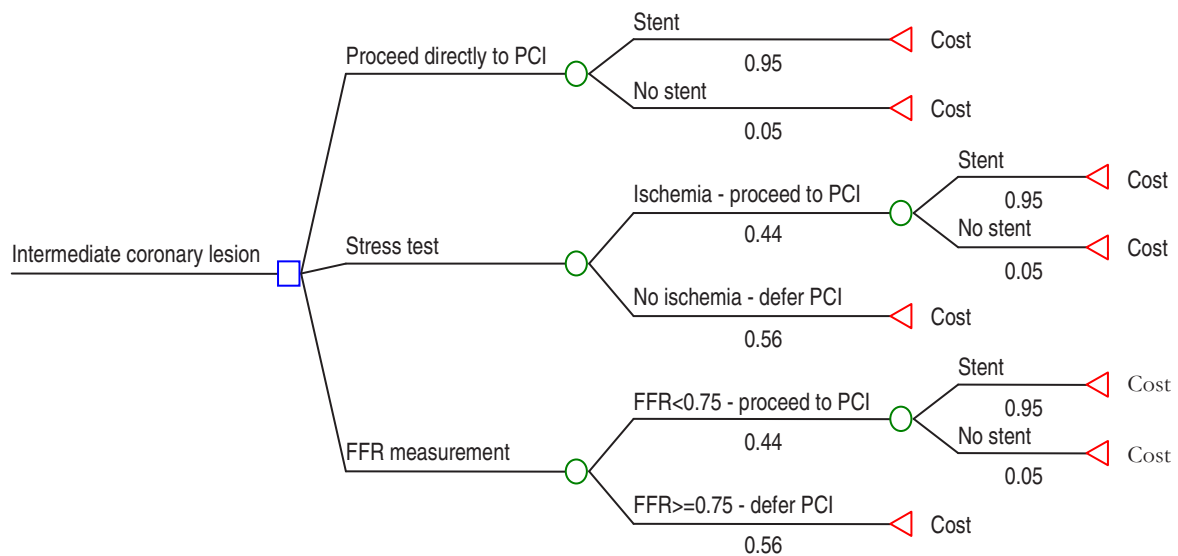 Stent
Proceed directly to PCI
Cost
0.95
No stent
Cost
0.05
Stent
Ischemia - proceed to PCI
Cost
0.95
0.44
No stent
Intermediate coronary lesion
Stress test
Cost
0.05
No ischemia - defer PCI
Cost
0.56
Stent
FFR<0.75 - proceed to PCI
Cost
0.95
0.44
No stent
FFR measurement
Cost
0.05
FFR>=0.75 - defer PCI
Cost
0.56